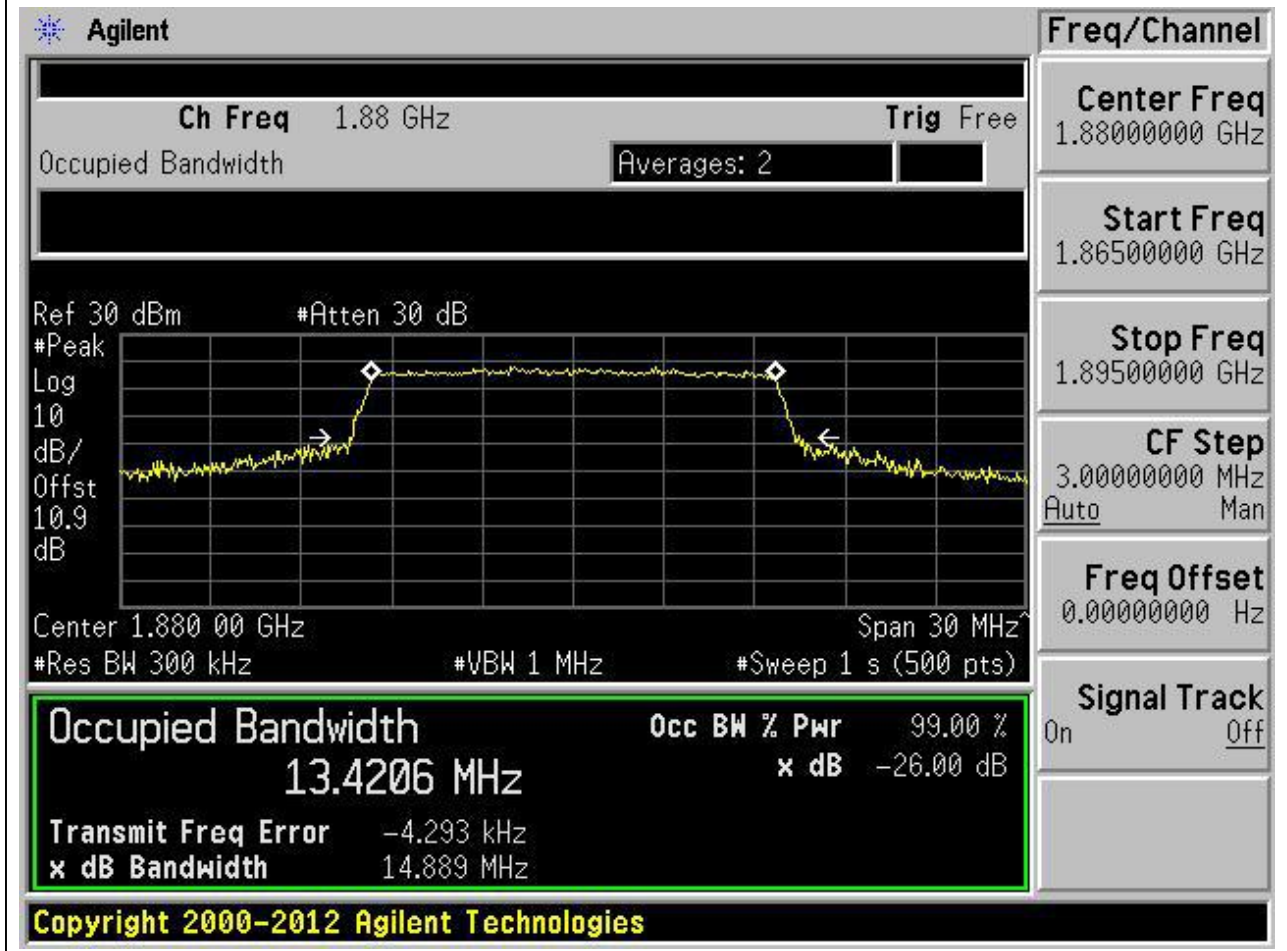 Agilent
Freq/Channel
Ch Freq 1.88 GHz Trig Free
Occupied Bandwidth Averages: 2
Center Freq
1.88000000 GHz
Start Freq
1.86500000 GHz
Stop Freq
1.89500000 GHz
CF Step
3.00000000 MHz
Auto Man
Freq Offset
0.00000000 Hz
Signal Track
On Off
Ref 30 dBm #Atten 30 dB
#Peak
Log
10
dB/
Offst
10.9
dB
Center 1.880 00 GHz Span 30 MHz^
#Res BW 300 kHz #VBW 1 MHz #Sweep 1 s (500 pts)
Occupied Bandwidth
13.4206 MHz
Occ BW % Pwr 99.00 %
x dB -26.00 dB
Transmit Freq Error -4.293 kHz
x dB Bandwidth 14.889 MHz
Copyright 2000-2012 Agilent Technologies